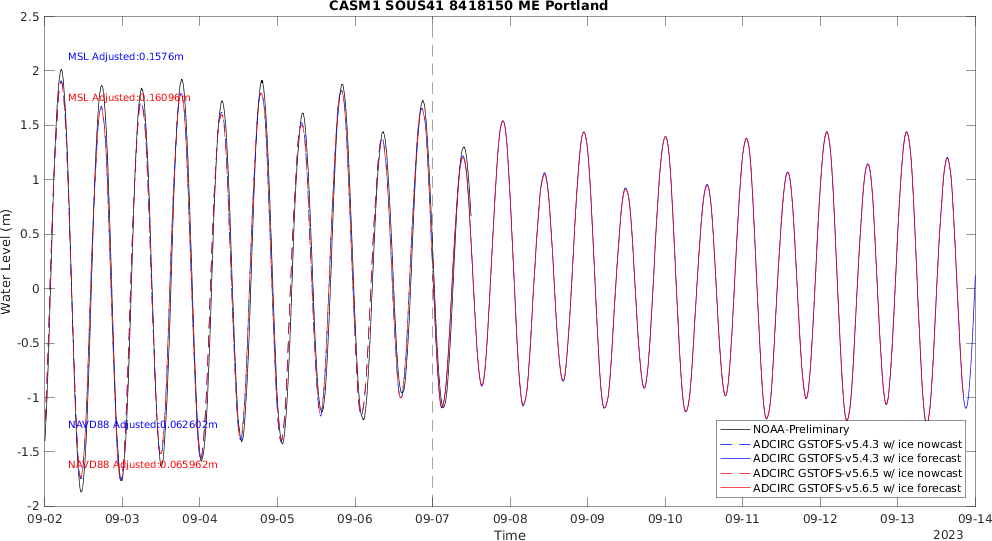 CASM1 SOUS41 8418150 ME Portland
2.5
2
1.5
1
0.5
0
-0.5
-1
-1.5
-2
Water Level (m)
MSL Adjusted:0.1576m
MSL Adjusted:0.16096m
NAVD88 Adjusted:0.062602m
NAVD88 Adjusted:0.065962m
NOAA-Preliminary
ADCIRC GSTOFS-v5.4.3 w/ ice nowcast
ADCIRC GSTOFS-v5.4.3 w/ ice forecast
ADCIRC GSTOFS-v5.6.5 w/ ice nowcast
ADCIRC GSTOFS-v5.6.5 w/ ice forecast
09-02 09-03 09-04 09-05 09-06 09-07 09-08 09-09 09-10 09-11 09-12 09-13 09-14
Time
2023